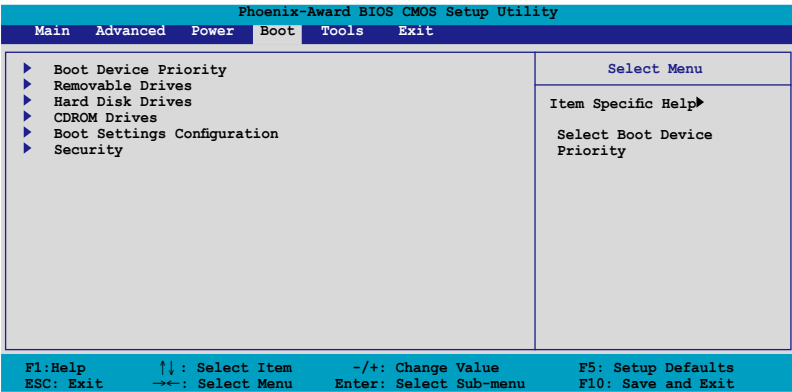 Phoenix-Award BIOS CMOS Setup Utility
Main Advanced Power Boot Tools Exit
Boot Device Priority
Removable Drives
Hard Disk Drives
CDROM Drives
Boot Settings Configuration
Security
Select Menu
Item Specific Help
Select Boot Device
Priority
F1:Help ↑↓: Select Item -/+: Change Value F5: Setup Defaults
ESC: Exit →←: Select Menu Enter: Select Sub-menu F10: Save and Exit